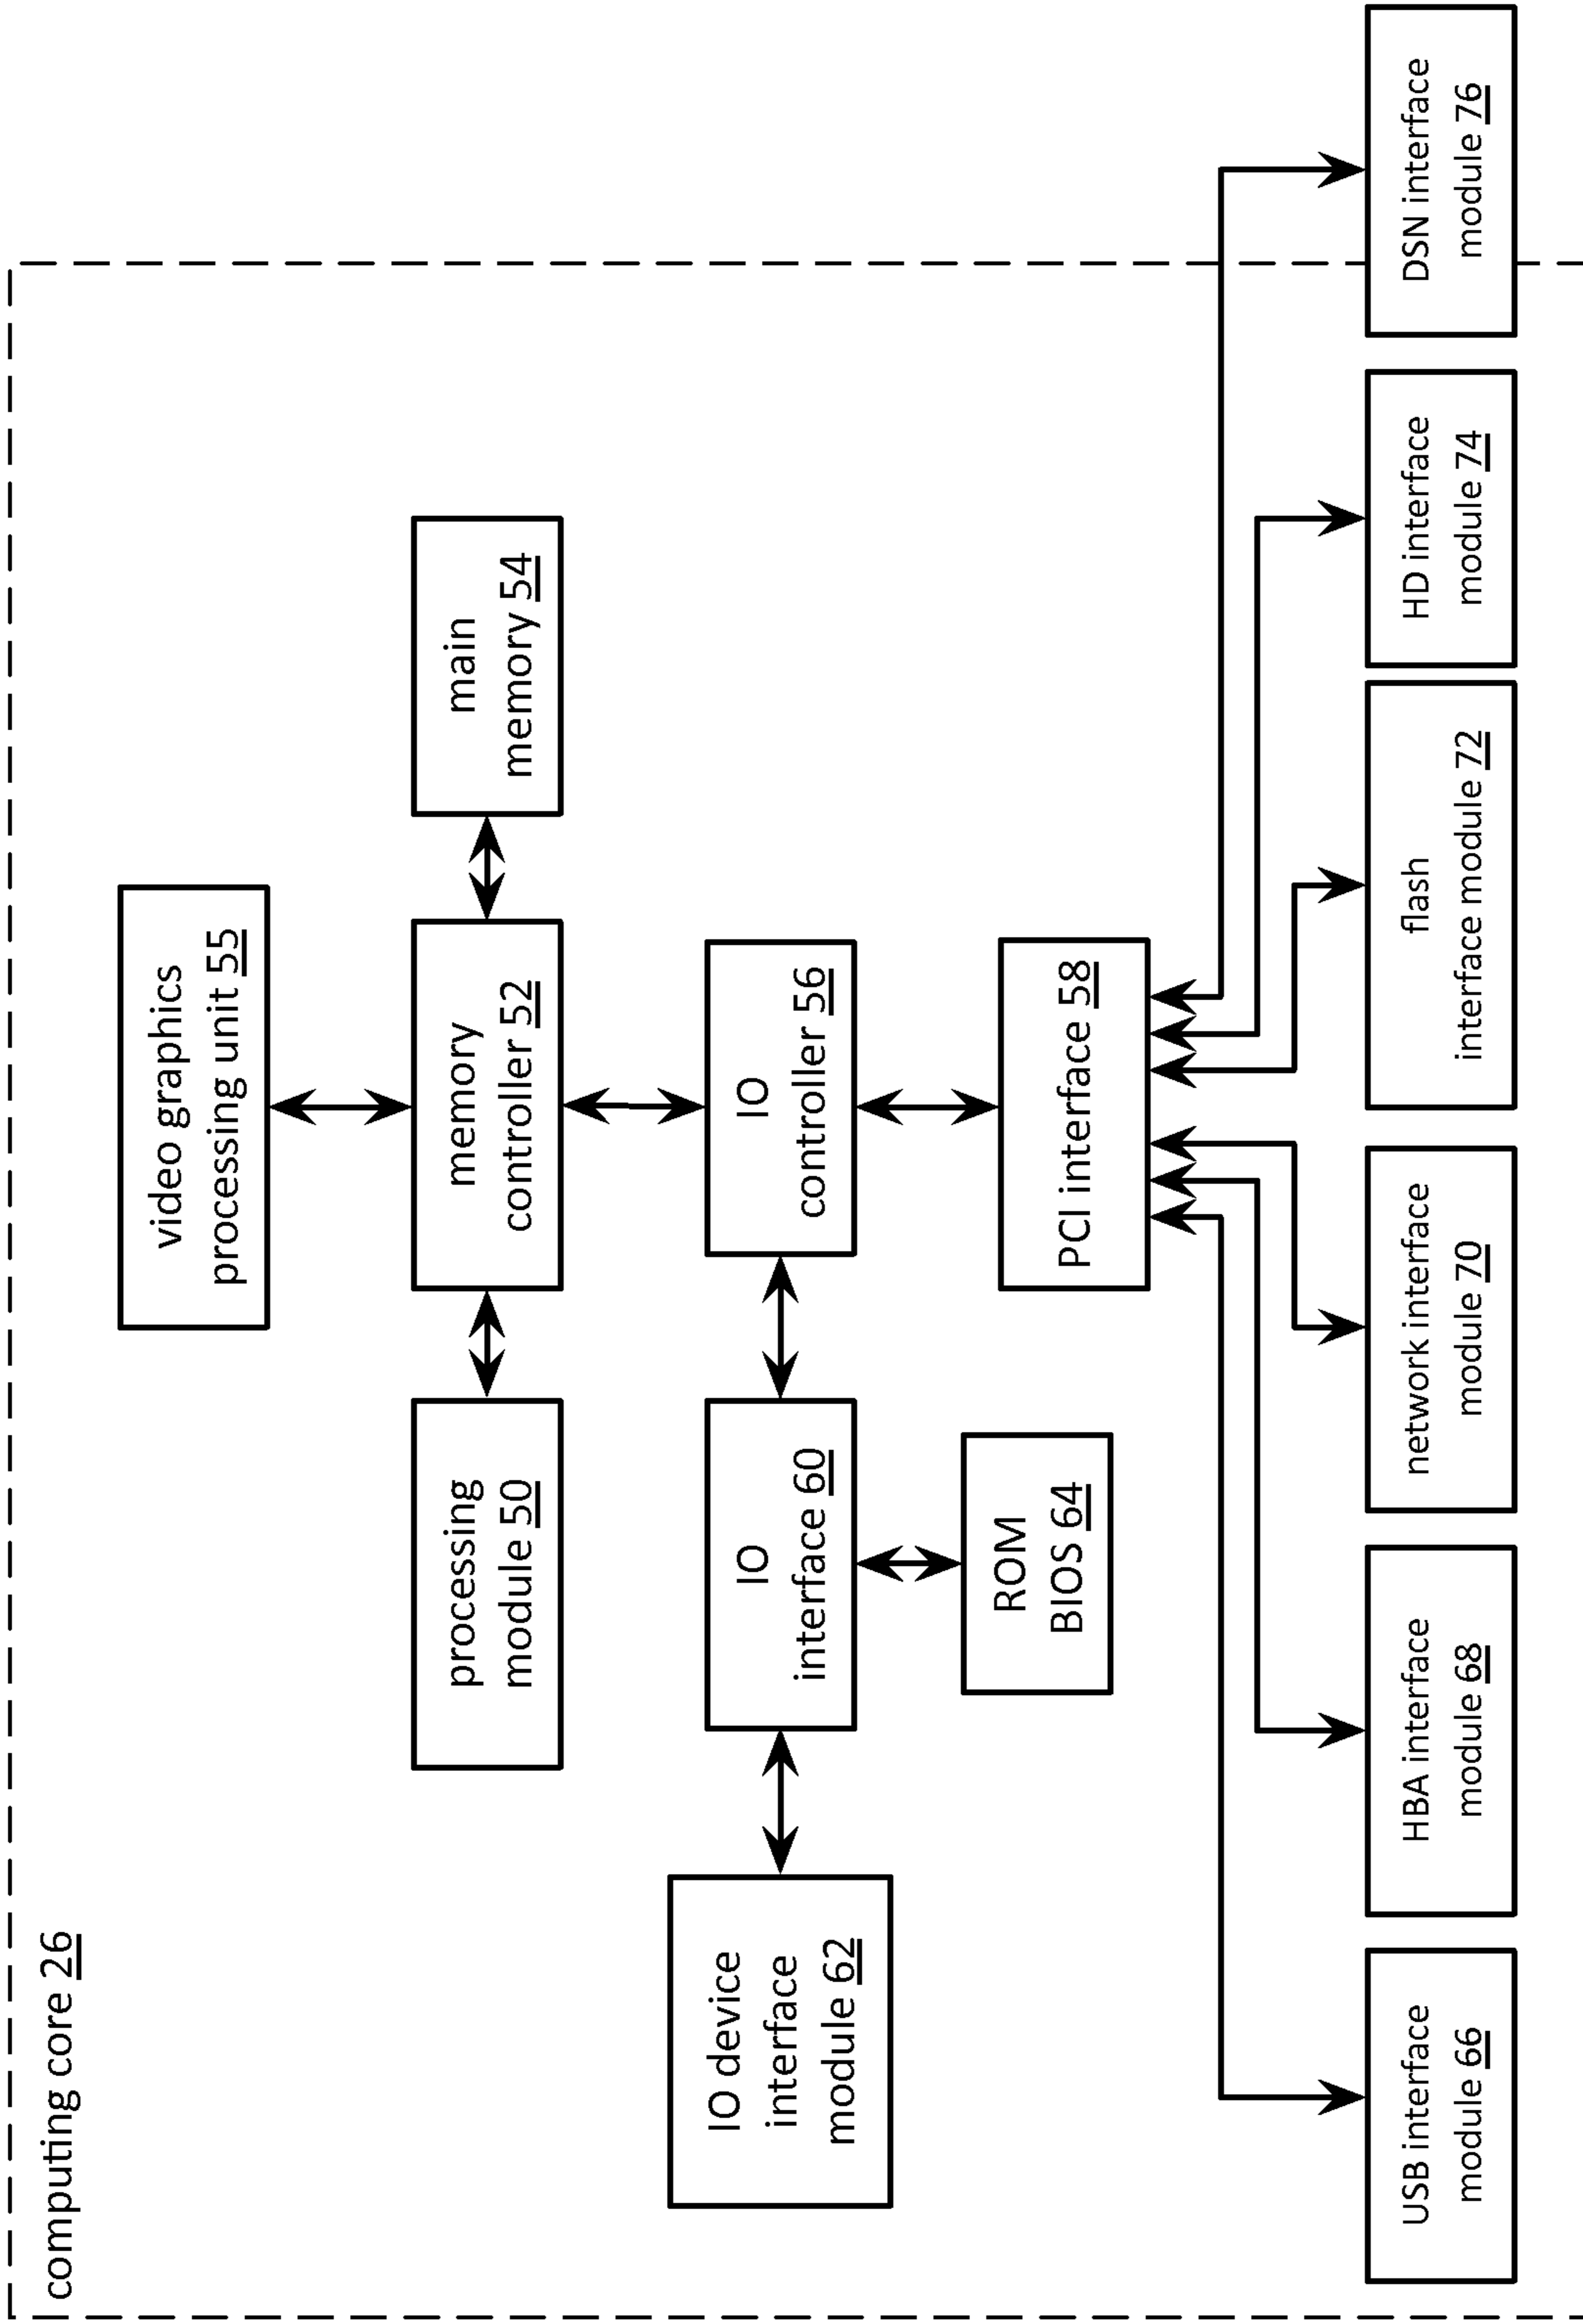 computing core 26
video graphics
processing unit 55
processing
module 50
memory
controller 52
main
memory 54
IO device
interface
module 62
IO
interface 60
IO
controller 56
ROM
BIOS 64
PCI interface 58
USB interface
module 66
HBA interface
module 68
network interface
module 70
flash
interface module 72
HD interface
module 74
DSN interface
module 76